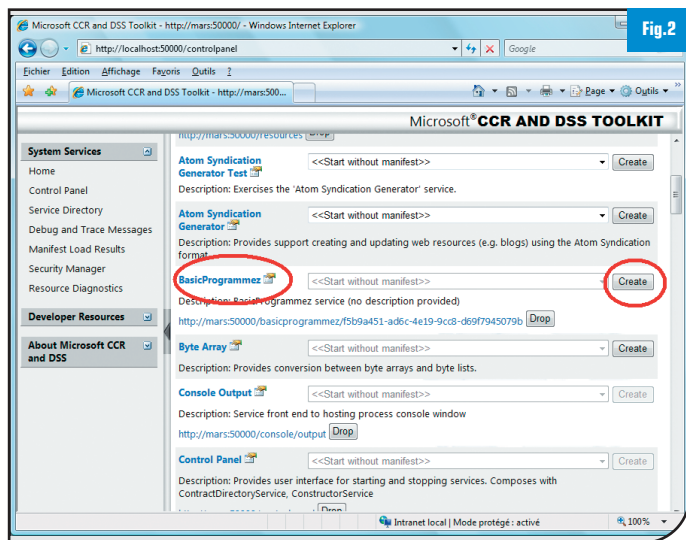 Microsoft CCR and DSS Toolkit - http://mars:50000/ - Windows Internet Explorer
Fig.2
http://localhost:50000/controlpanel
Google
Fichier Edition Affichage Favoris Outils ?
Microsoft CCR and DSS Toolkit - http://mars:500...
Page Outils
Microsoft® CCR AND DSS TOOLKIT
http://mars:50000/resources Drop
System Services
Home
Control Panel
Service Directory
Debug and Trace Messages
Manifest Load Results
Security Manager
Resource Diagnostics
Developer Resources
About Microsoft CCR
and DSS
Atom Syndication
Generator Test
<<Start without manifest>>
Create
Description: Exercises the 'Atom Syndication Generator' service.
Atom Syndication
Generator
<<Start without manifest>>
Create
Description: Provides support creating and updating web resources (e.g. blogs) using the Atom Syndication
format.
BasicProgrammez
<<Start without manifest>>
Create
Description: BasicProgrammez service (no description provided)
http://mars:50000/basicprogrammez/f5b9a451-ad6c-4e19-9cc8-d69f7945079b Drop
Byte Array
<<Start without manifest>>
Create
Description: Provides conversion between byte arrays and byte lists.
Console Output
<<Start without manifest>>
Create
Description: Service front end to hosting process console window
http://mars:50000/console/output Drop
Control Panel
<<Start without manifest>>
Create
Description: Provides user interface for starting and stopping services. Composes with
ContractDirectoryService, ConstructorService
Drop
Intranet local | Mode protégé : activé
100%